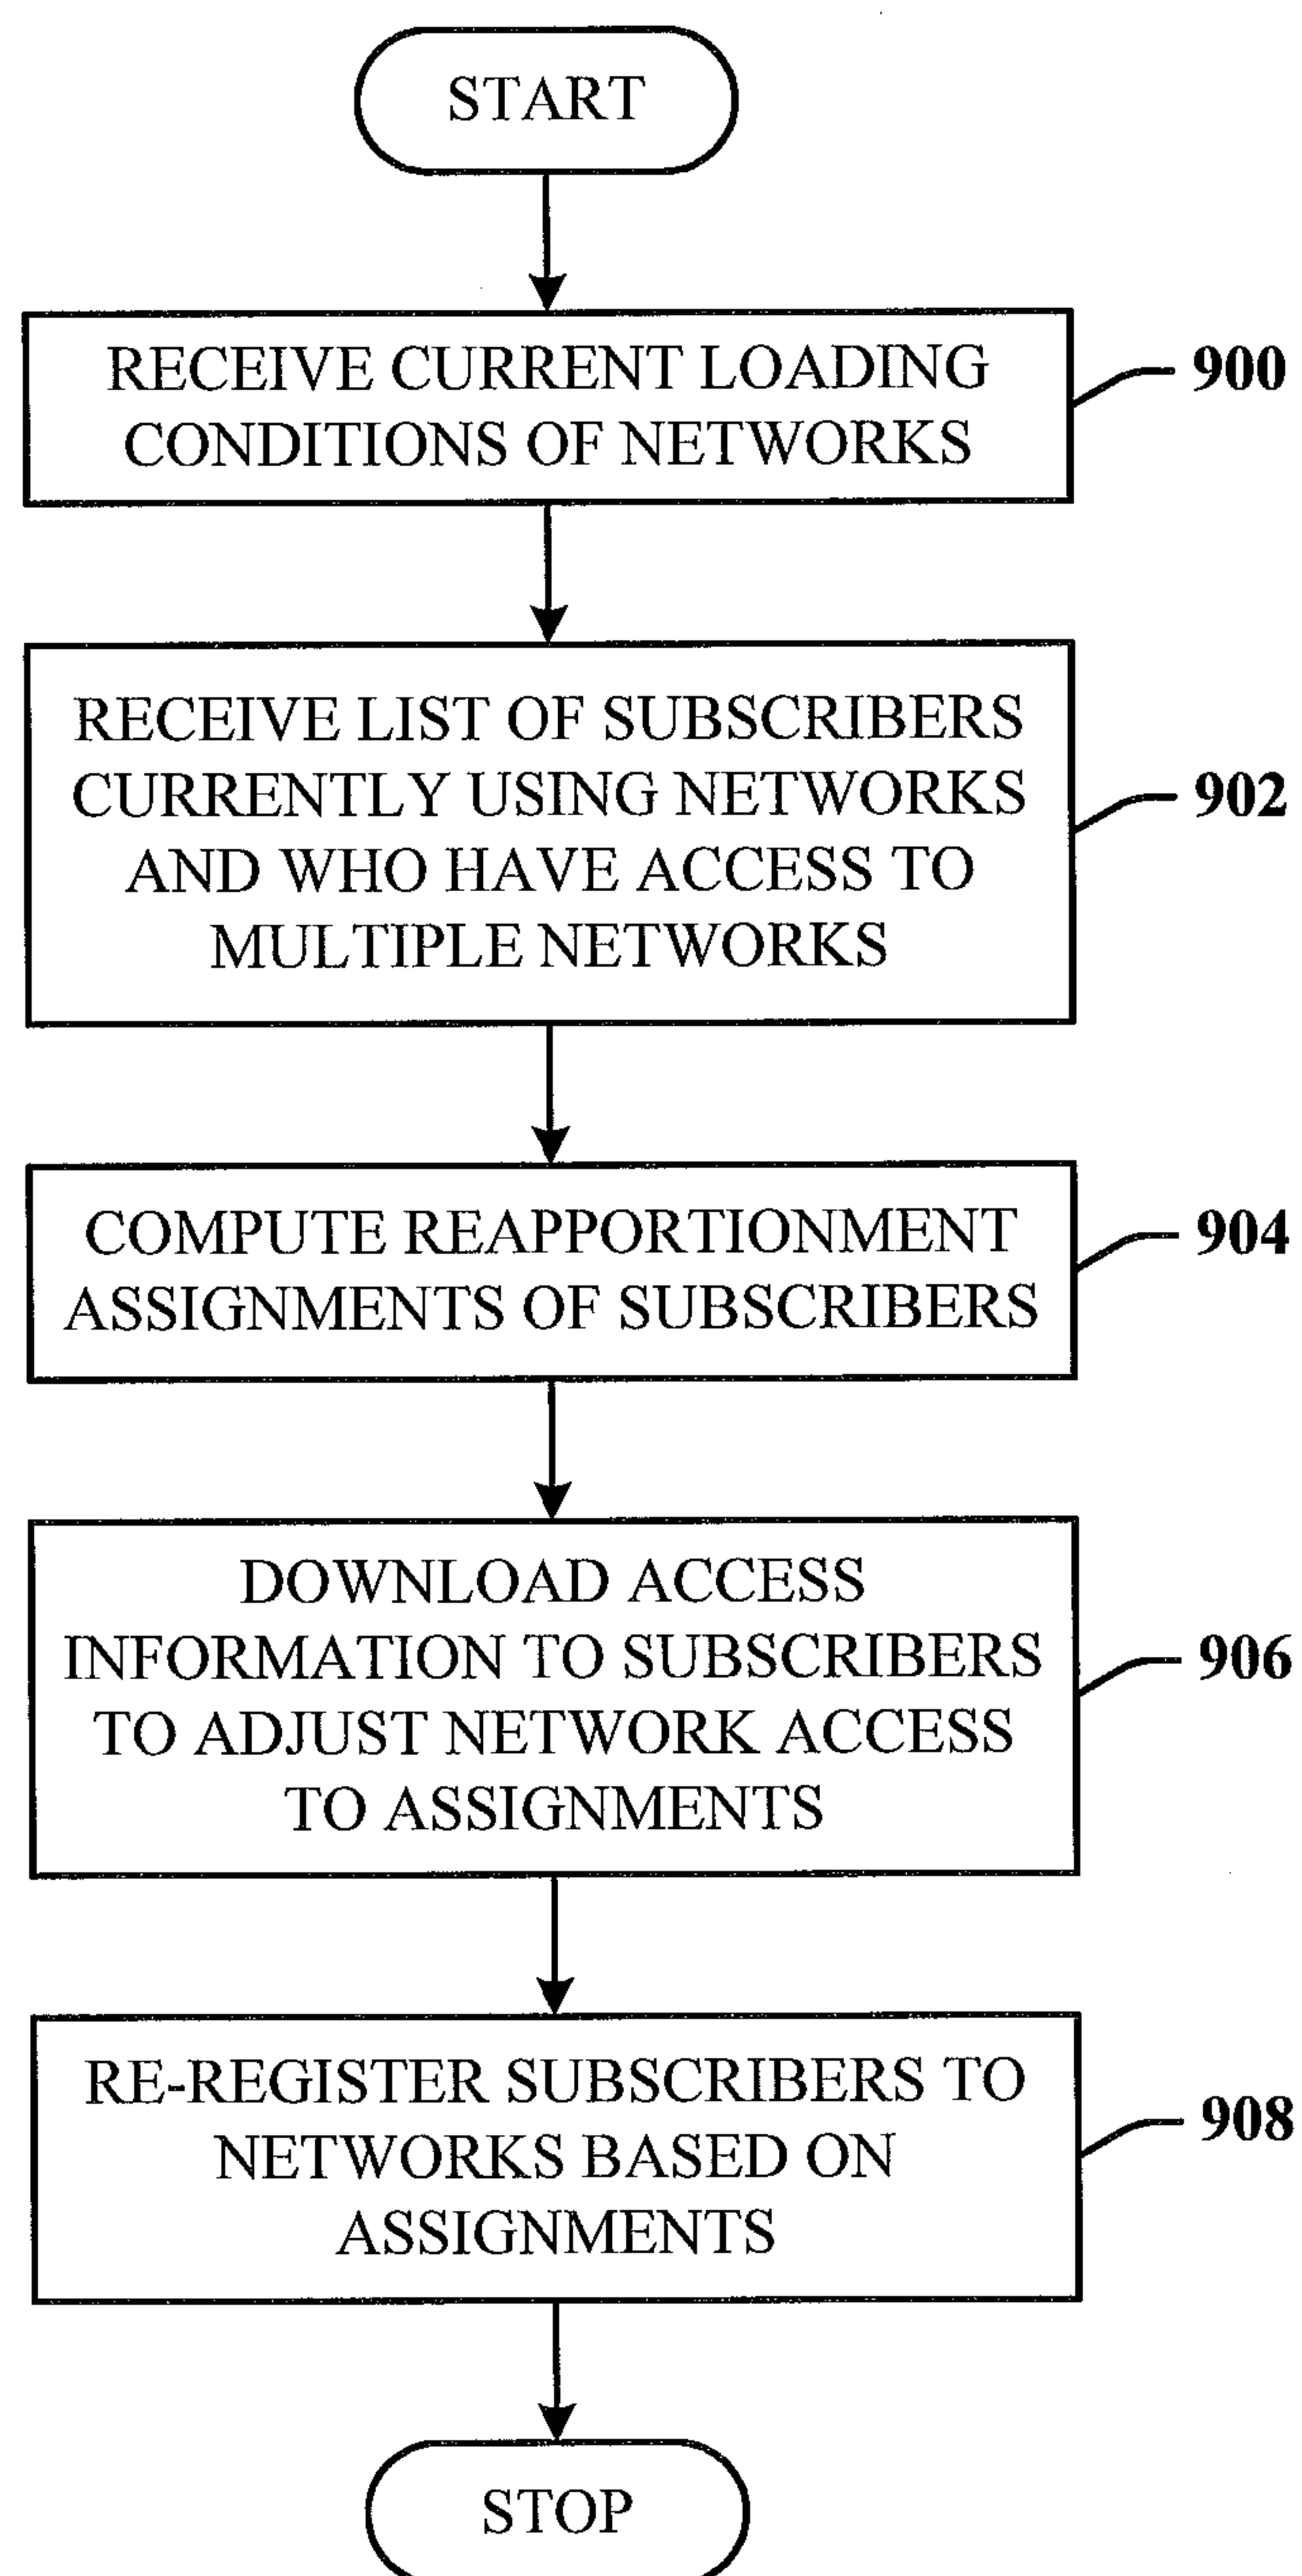 START
RECEIVE CURRENT LOADING
CONDITIONS OF NETWORKS
900
RECEIVE LIST OF SUBSCRIBERS
CURRENTLY USING NETWORKS
AND WHO HAVE ACCESS TO
MULTIPLE NETWORKS
902
COMPUTE REAPPORTIONMENT
ASSIGNMENTS OF SUBSCRIBERS
904
DOWNLOAD ACCESS
INFORMATION TO SUBSCRIBERS
TO ADJUST NETWORK ACCESS
TO ASSIGNMENTS
906
RE-REGISTER SUBSCRIBERS TO
NETWORKS BASED ON
ASSIGNMENTS
908
STOP